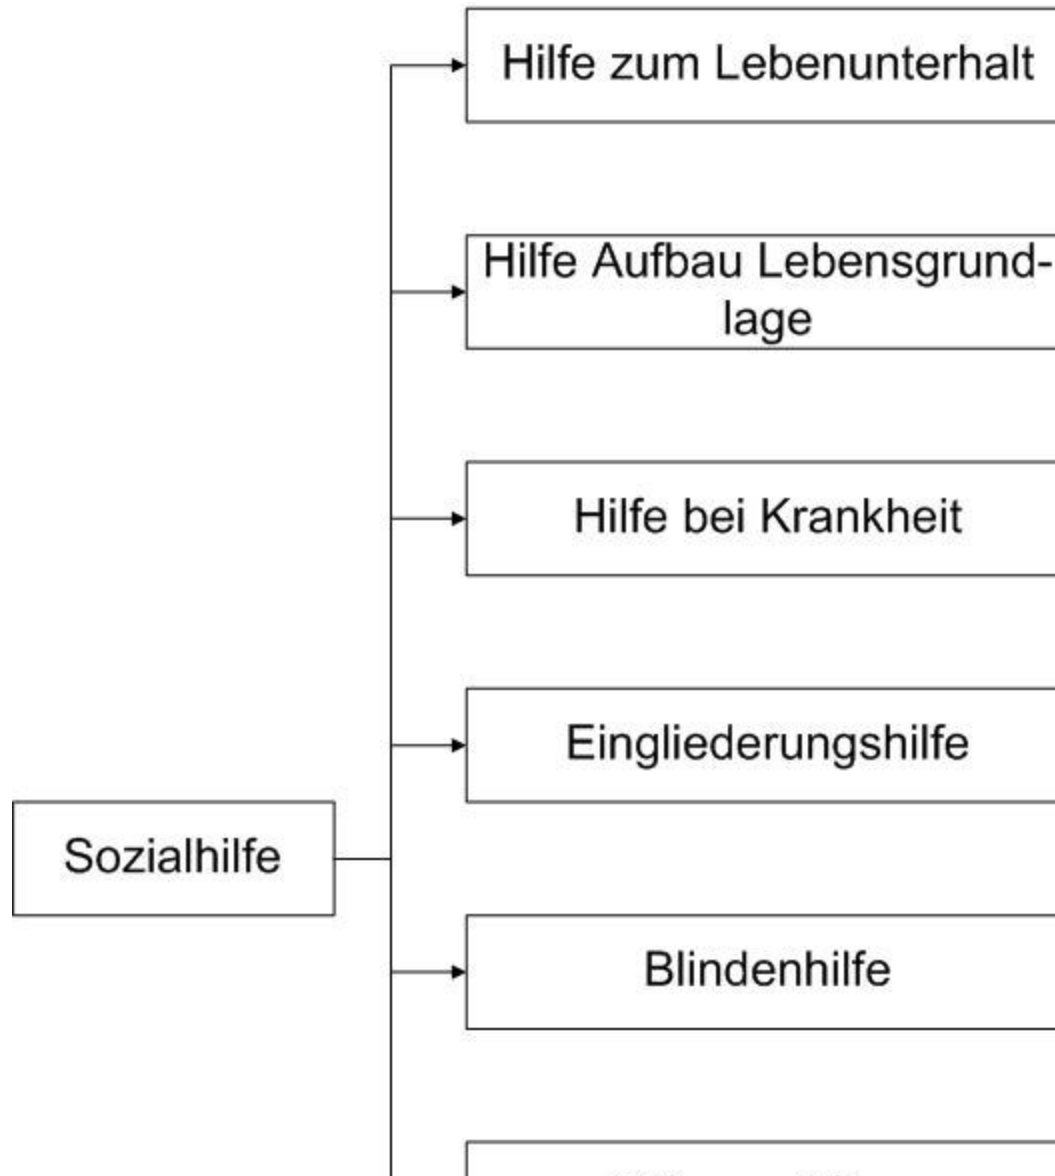 Hilfe zum Lebenunterhalt
Hilfe Aufbau Lebensgrund-
lage
Hilfe bei Krankheit
Eingliederungshilfe
Sozialhilfe
Blindenhilfe